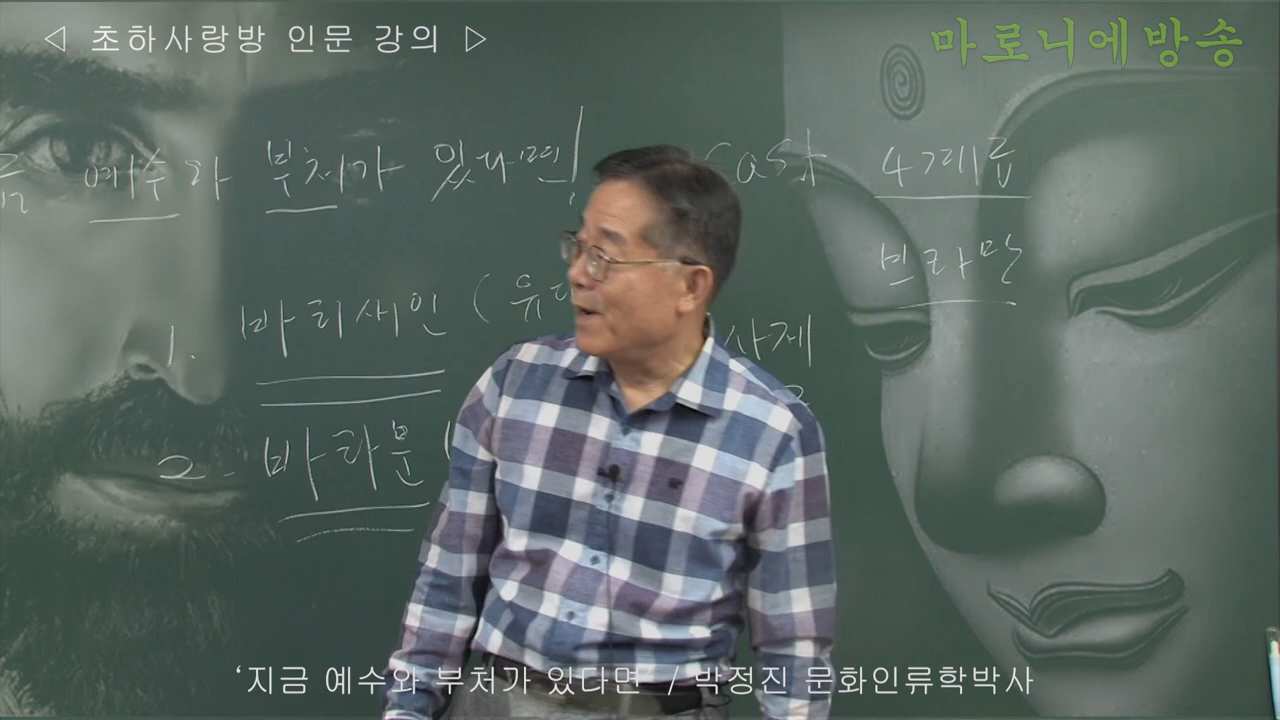 ◁ 초하사랑방 인문 강의 ▷
마로니에방송
예수와 부처가 있다면!
cast 4계급
브라만
1. 바리새인 (유
사제
2. 바라문 (
‘지금 예수와 부처가 있다면’ / 박정진 문화인류학박사